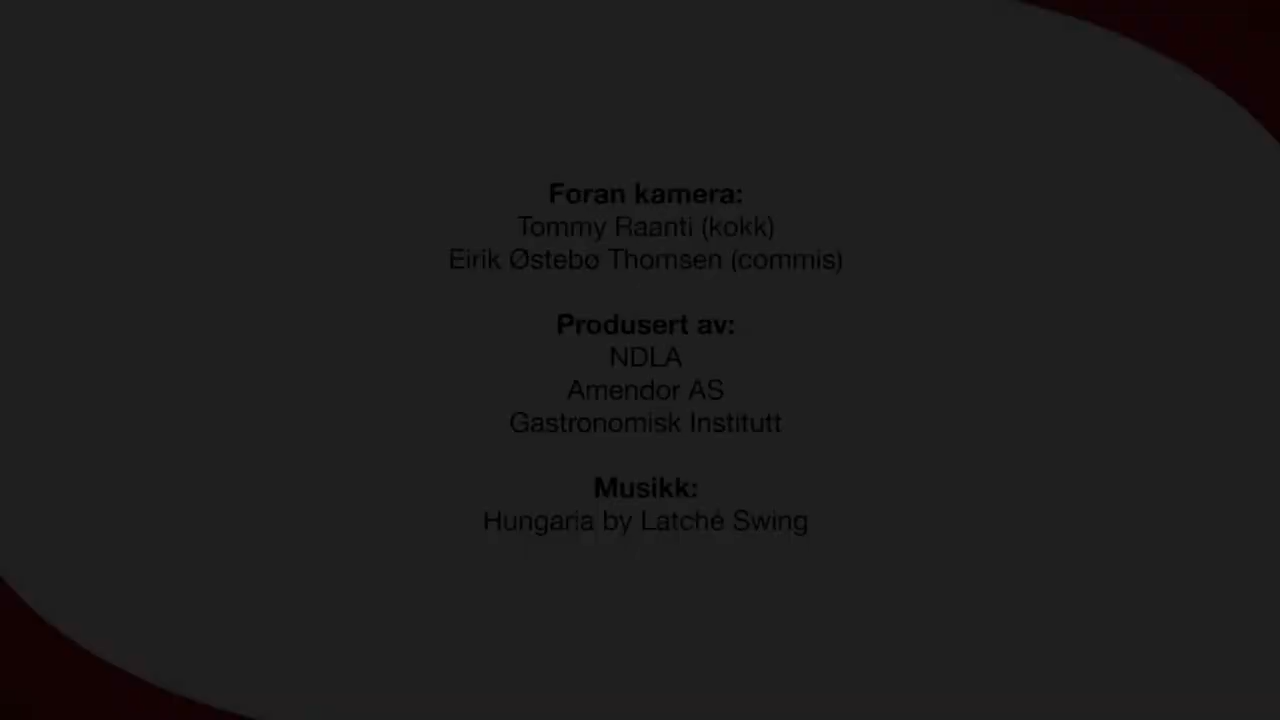 Foran kamera:
Tommy Raanti (kokk)
Eirik Østebø Thomsen (commis)
Produsert av:
NDLA
Amendor AS
Gastronomisk Institutt
Musikk:
Hungaria by Latché Swing